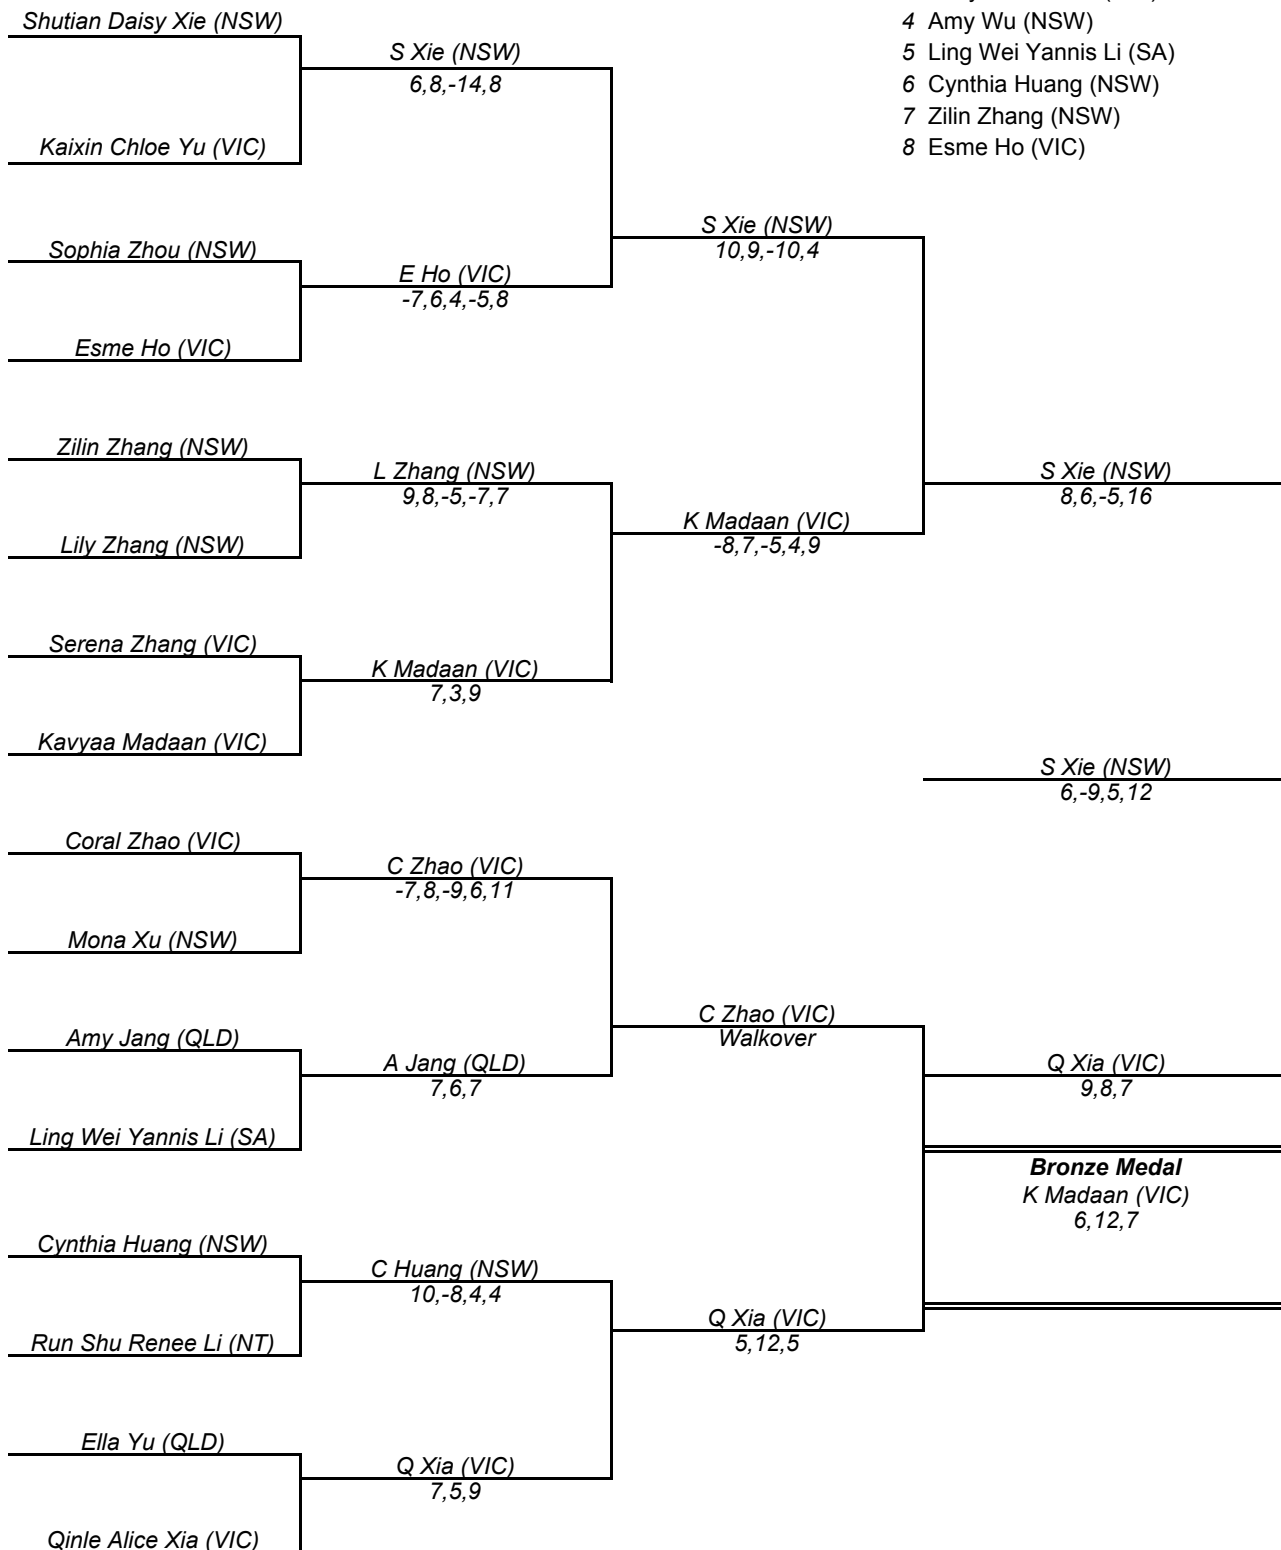 Shutian Daisy Xie (NSW)
4 Amy Wu (NSW)
S Xie (NSW)
5 Ling Wei Yannis Li (SA)
6,8,-14,8
6 Cynthia Huang (NSW)
7 Zilin Zhang (NSW)
Kaixin Chloe Yu (VIC)
8 Esme Ho (VIC)
S Xie (NSW)
10,9,-10,4
Sophia Zhou (NSW)
E Ho (VIC)
-7,6,4,-5,8
Esme Ho (VIC)
Zilin Zhang (NSW)
L Zhang (NSW)
9,8,-5,-7,7
S Xie (NSW)
8,6,-5,16
K Madaan (VIC)
-8,7,-5,4,9
Lily Zhang (NSW)
Serena Zhang (VIC)
K Madaan (VIC)
7,3,9
Kavyaa Madaan (VIC)
S Xie (NSW)
6,-9,5,12
Coral Zhao (VIC)
C Zhao (VIC)
-7,8,-9,6,11
Mona Xu (NSW)
C Zhao (VIC)
Walkover
Amy Jang (QLD)
A Jang (QLD)
7,6,7
Q Xia (VIC)
9,8,7
Ling Wei Yannis Li (SA)
Bronze Medal
K Madaan (VIC)
6,12,7
Cynthia Huang (NSW)
C Huang (NSW)
10,-8,4,4
Q Xia (VIC)
5,12,5
Run Shu Renee Li (NT)
Ella Yu (QLD)
Q Xia (VIC)
7,5,9
Qinle Alice Xia (VIC)